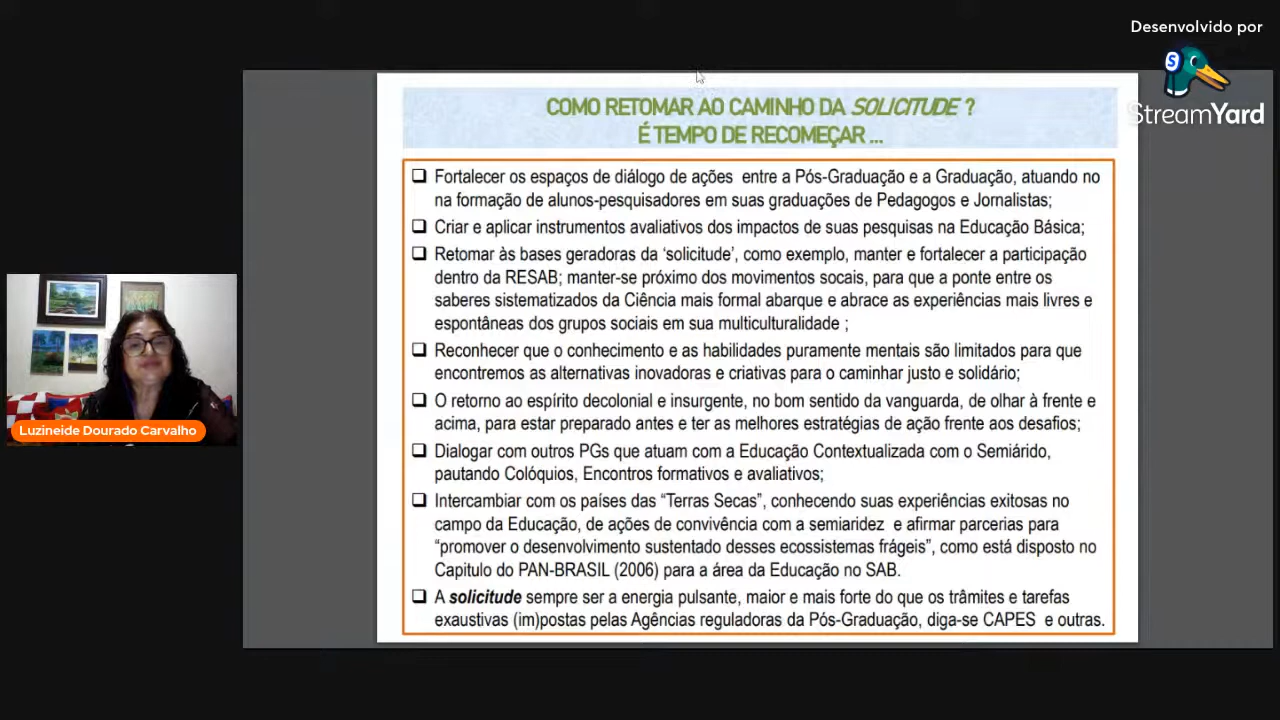 Desenvolvido por
StreamYard
COMO RETOMAR AO CAMINHO DA SOLICITUDE ?
É TEMPO DE RECOMEÇAR ...
❑ Fortalecer os espaços de diálogo de ações entre a Pós-Graduação e a Graduação, atuando no
na formação de alunos-pesquisadores em suas graduações de Pedagogos e Jornalistas;
❑ Criar e aplicar instrumentos avaliativos dos impactos de suas pesquisas na Educação Básica;
❑ Retomar às bases geradoras da ‘solicitude’, como exemplo, manter e fortalecer a participação
dentro da RESAB; manter-se próximo dos movimentos socais, para que a ponte entre os
saberes sistematizados da Ciência mais formal abarque e abrace as experiências mais livres e
espontâneas dos grupos sociais em sua multiculturalidade ;
❑ Reconhecer que o conhecimento e as habilidades puramente mentais são limitados para que
encontremos as alternativas inovadoras e criativas para o caminhar justo e solidário;
❑ O retorno ao espírito decolonial e insurgente, no bom sentido da vanguarda, de olhar à frente e
acima, para estar preparado antes e ter as melhores estratégias de ação frente aos desafios;
❑ Dialogar com outros PGs que atuam com a Educação Contextualizada com o Semiárido,
pautando Colóquios, Encontros formativos e avaliativos;
❑ Intercambiar com os países das “Terras Secas”, conhecendo suas experiências exitosas no
campo da Educação, de ações de convivência com a semiaridez e afirmar parcerias para
“promover o desenvolvimento sustentado desses ecossistemas frágeis”, como está disposto no
Capitulo do PAN-BRASIL (2006) para a área da Educação no SAB.
❑ A solicitude sempre ser a energia pulsante, maior e mais forte do que os trâmites e tarefas
exaustivas (im)postas pelas Agências reguladoras da Pós-Graduação, diga-se CAPES e outras.
Luzineide Dourado Carvalho